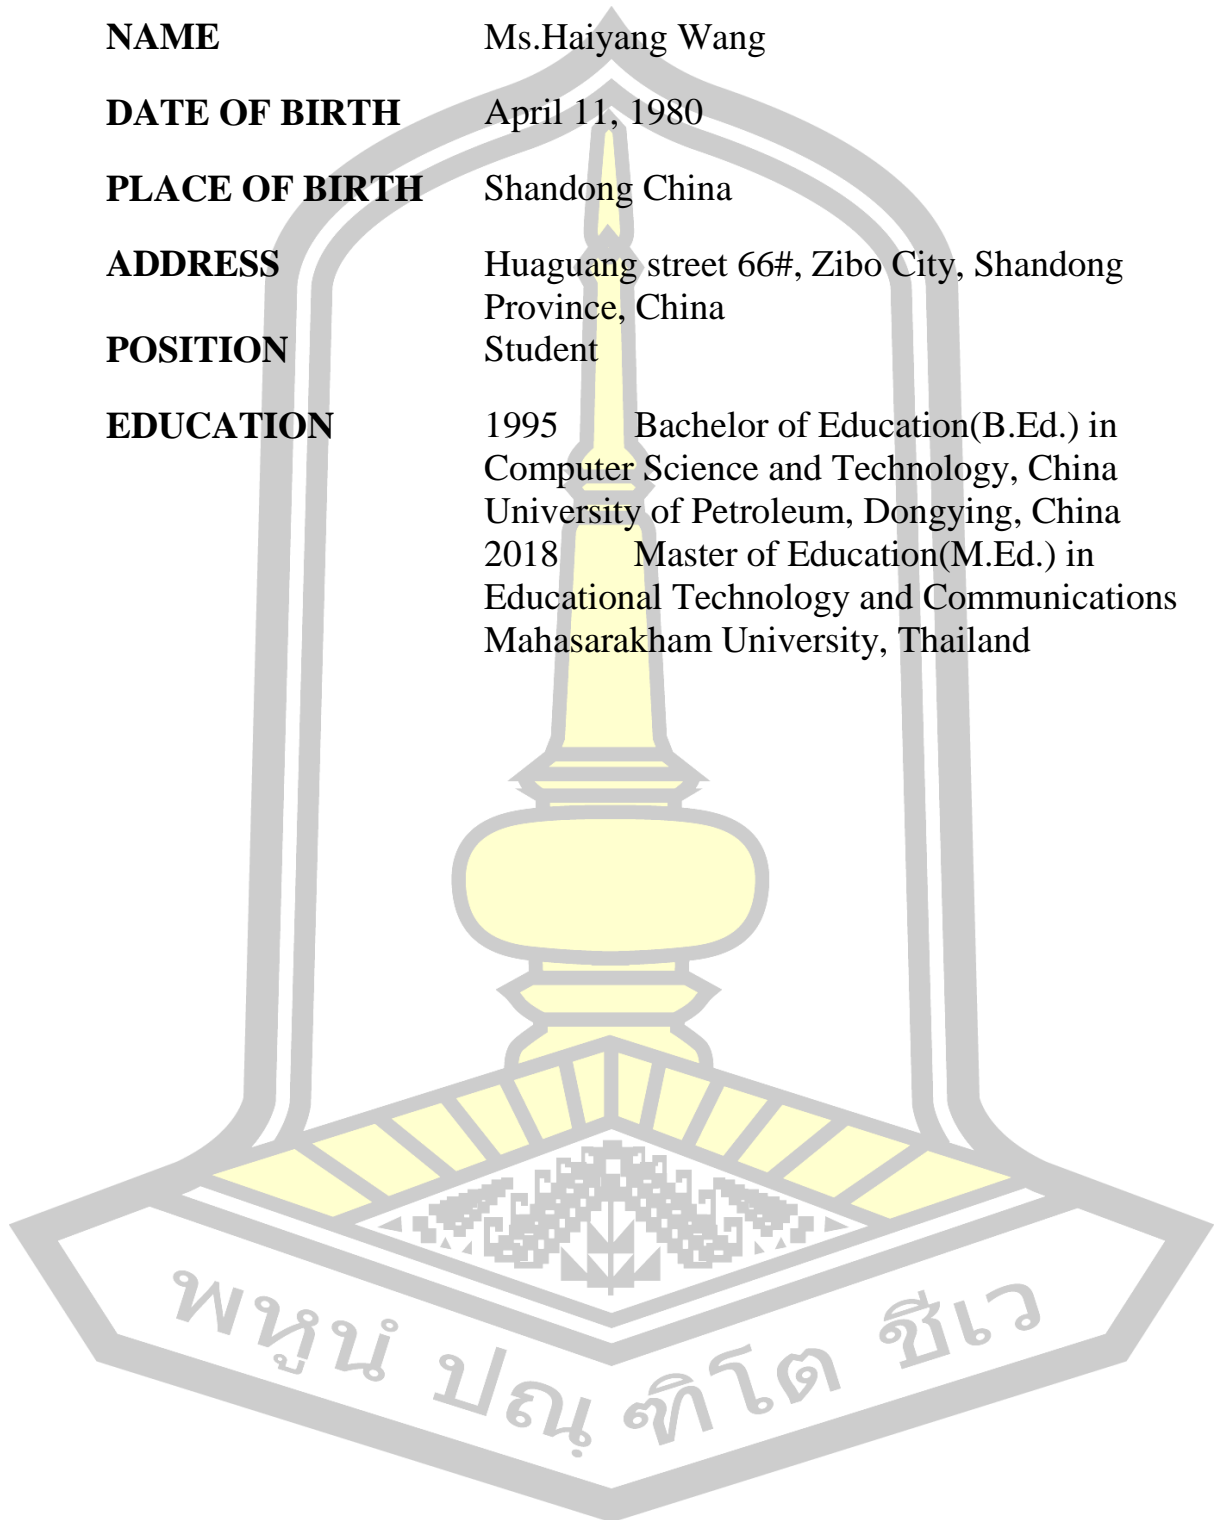 NAME Ms.Haiyang Wang
DATE OF BIRTH April 11, 1980
PLACE OF BIRTH Shandong China
ADDRESS Huaguang street 66#, Zibo City, Shandong
Province, China
POSITION Student
EDUCATION 1995 Bachelor of Education(B.Ed.) in
Computer Science and Technology, China
University of Petroleum, Dongying, China
2018 Master of Education(M.Ed.) in
Educational Technology and Communications
Mahasarakham University, Thailand
พหูนํ ปณฺฑิโต ชีเว